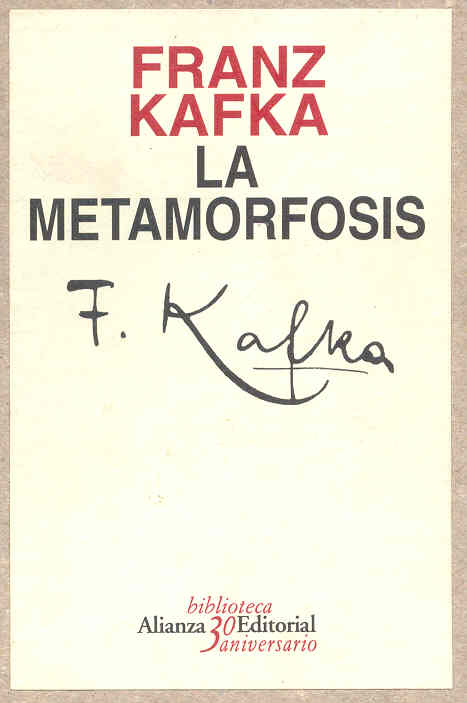 FRANZ
KAFKA
LA
METAMORFOSIS
F. Kafka
biblioteca
Alianza 30 Editorial
aniversario